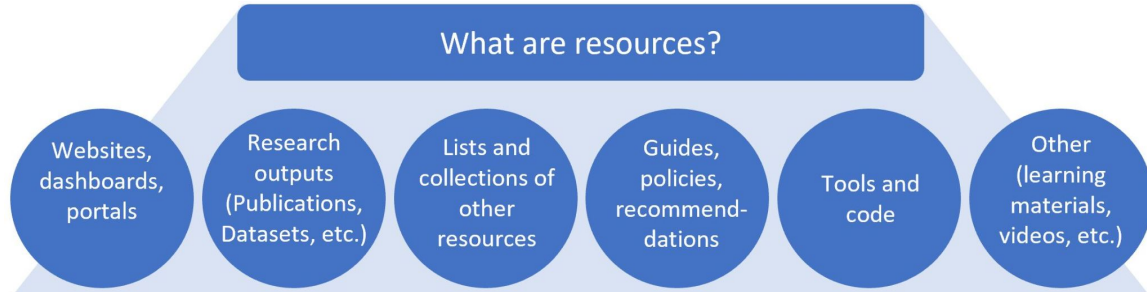 What are resources?
Websites,
dashboards,
portals
Research
outputs
(Publications,
Datasets, etc.)
Lists and
collections of
other
resources
Guides,
policies,
recommend-
dations
Tools and
code
Other
(learning
materials,
videos, etc.)